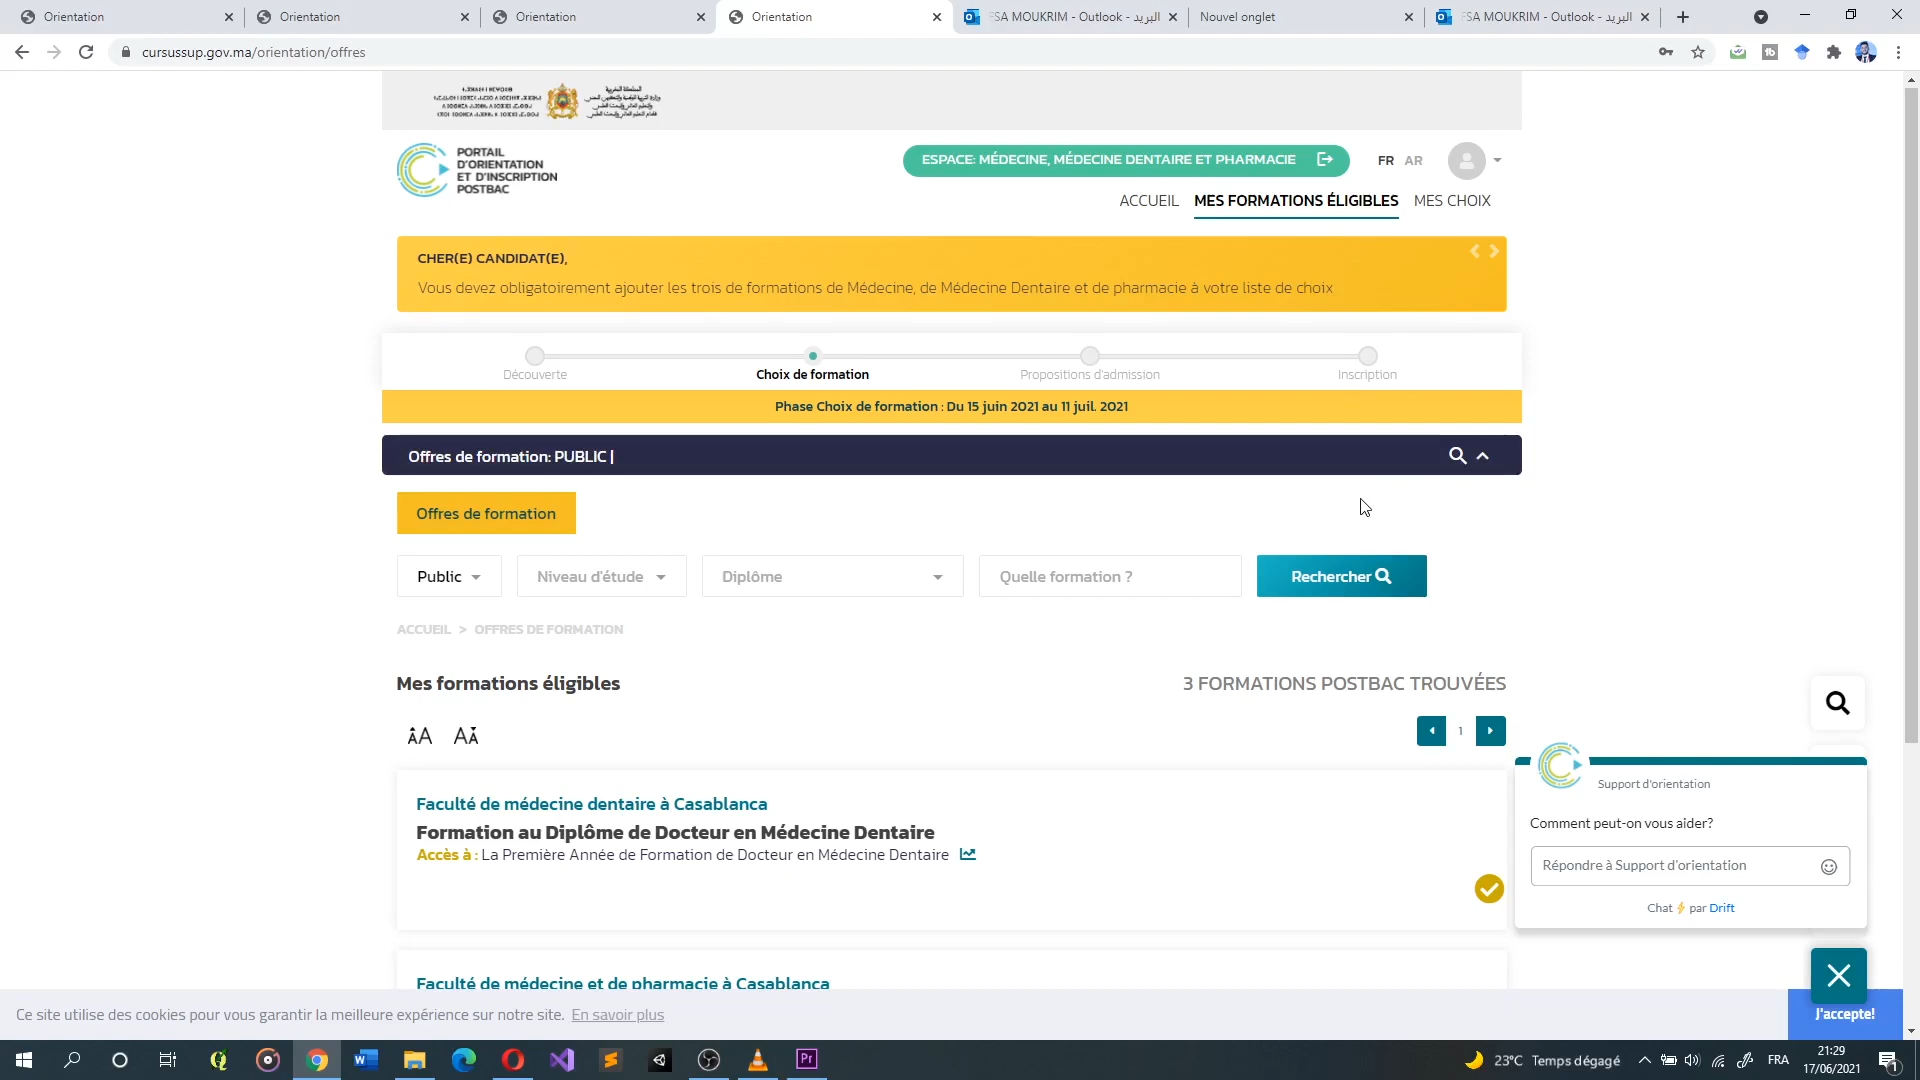 Orientation
Orientation
Orientation
Orientation
FSA MOUKRIM - Outlook - البريد
Nouvel onglet
FSA MOUKRIM - Outlook - البريد
cursussup.gov.ma/orientation/offres
المملكة المغربية
PORTAIL
D'ORIENTATION
ET D'INSCRIPTION
POSTBAC
ESPACE: MÉDECINE, MÉDECINE DENTAIRE ET PHARMACIE
FR AR
ACCUEIL MES FORMATIONS ÉLIGIBLES MES CHOIX
CHER(E) CANDIDAT(E),
Vous devez obligatoirement ajouter les trois de formations de Médecine, de Médecine Dentaire et de pharmacie à votre liste de choix
Découverte Choix de formation Propositions d'admission Inscription
Phase Choix de formation : Du 15 juin 2021 au 11 juil. 2021
Offres de formation: PUBLIC |
Offres de formation
Public Niveau d'étude Diplôme Quelle formation ? Rechercher
ACCUEIL > OFFRES DE FORMATION
Mes formations éligibles 3 FORMATIONS POSTBAC TROUVÉES
AA AA
1
Faculté de médecine dentaire à Casablanca
Formation au Diplôme de Docteur en Médecine Dentaire
Accès à : La Première Année de Formation de Docteur en Médecine Dentaire
Faculté de médecine et de pharmacie à Casablanca
Support d'orientation
Comment peut-on vous aider?
Répondre à Support d'orientation
Chat ⚡ par Drift
Ce site utilise des cookies pour vous garantir la meilleure expérience sur notre site. En savoir plus
J'accepte!
23°C Temps dégagé
FRA
21:29
17/06/2021
1